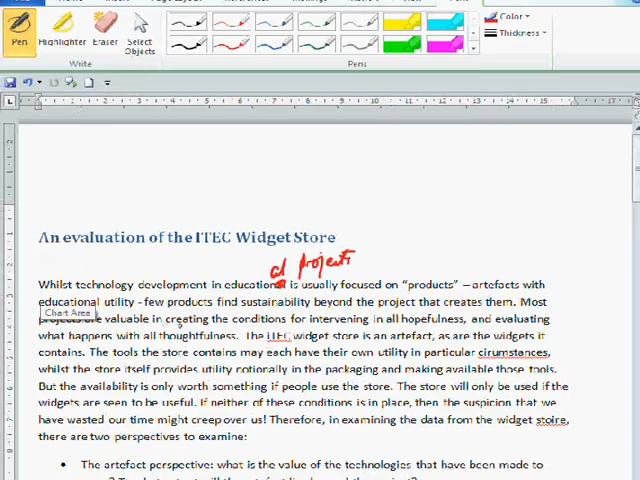 Pen
Highlighter
Eraser
Select
Objects
Color
Thickness
Write
Pens
An evaluation of the ITEC Widget Store
al projects
Whilst technology development in educational is usually focused on “products” – artefacts with
educational utility - few products find sustainability beyond the project that creates them. Most
Chart Area
projects are valuable in creating the conditions for intervening in all hopefulness, and evaluating
what happens with all thoughtfulness. The ITEC widget store is an artefact, as are the widgets it
contains. The tools the store contains may each have their own utility in particular cirumstances,
whilst the store itself provides utility notionally in the packaging and making available those tools.
But the availability is only worth something if people use the store. The store will only be used if the
widgets are seen to be useful. If neither of these conditions is in place, then the suspicion that we
have wasted our time might creep over us! Therefore, in examining the data from the widget stoire,
there are two perspectives to examine:
• The artefact perspective: what is the value of the technologies that have been made to